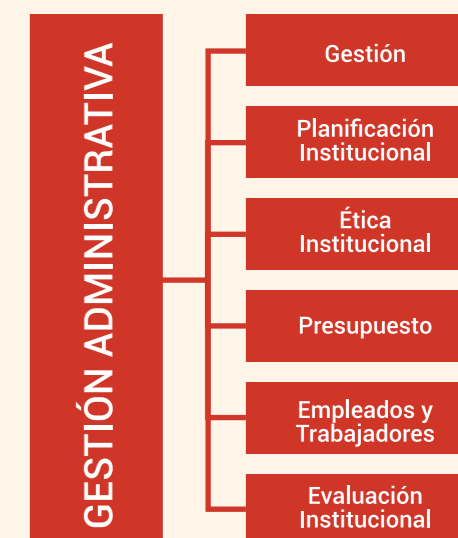 GESTIÓN ADMINISTRATIVA
Gestión
Planificación
Institucional
Ética
Institucional
Presupuesto
Empleados y
Trabajadores
Evaluación
Institucional